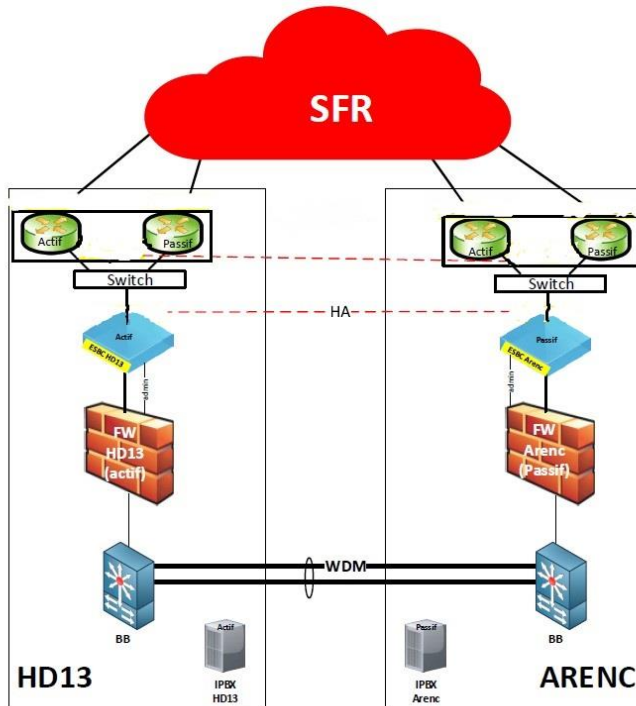 SFR
Actif
Passif
Actif
Passif
Switch
Switch
HA
Actif
ESBC HD13
Passif
ESBC Arenc
admin
admin
FW
HD13
(actif)
FW
Arenc
(Passif)
WDM
BB
BB
Actif
IPBX
HD13
Passif
IPBX
Arenc
HD13
ARENC